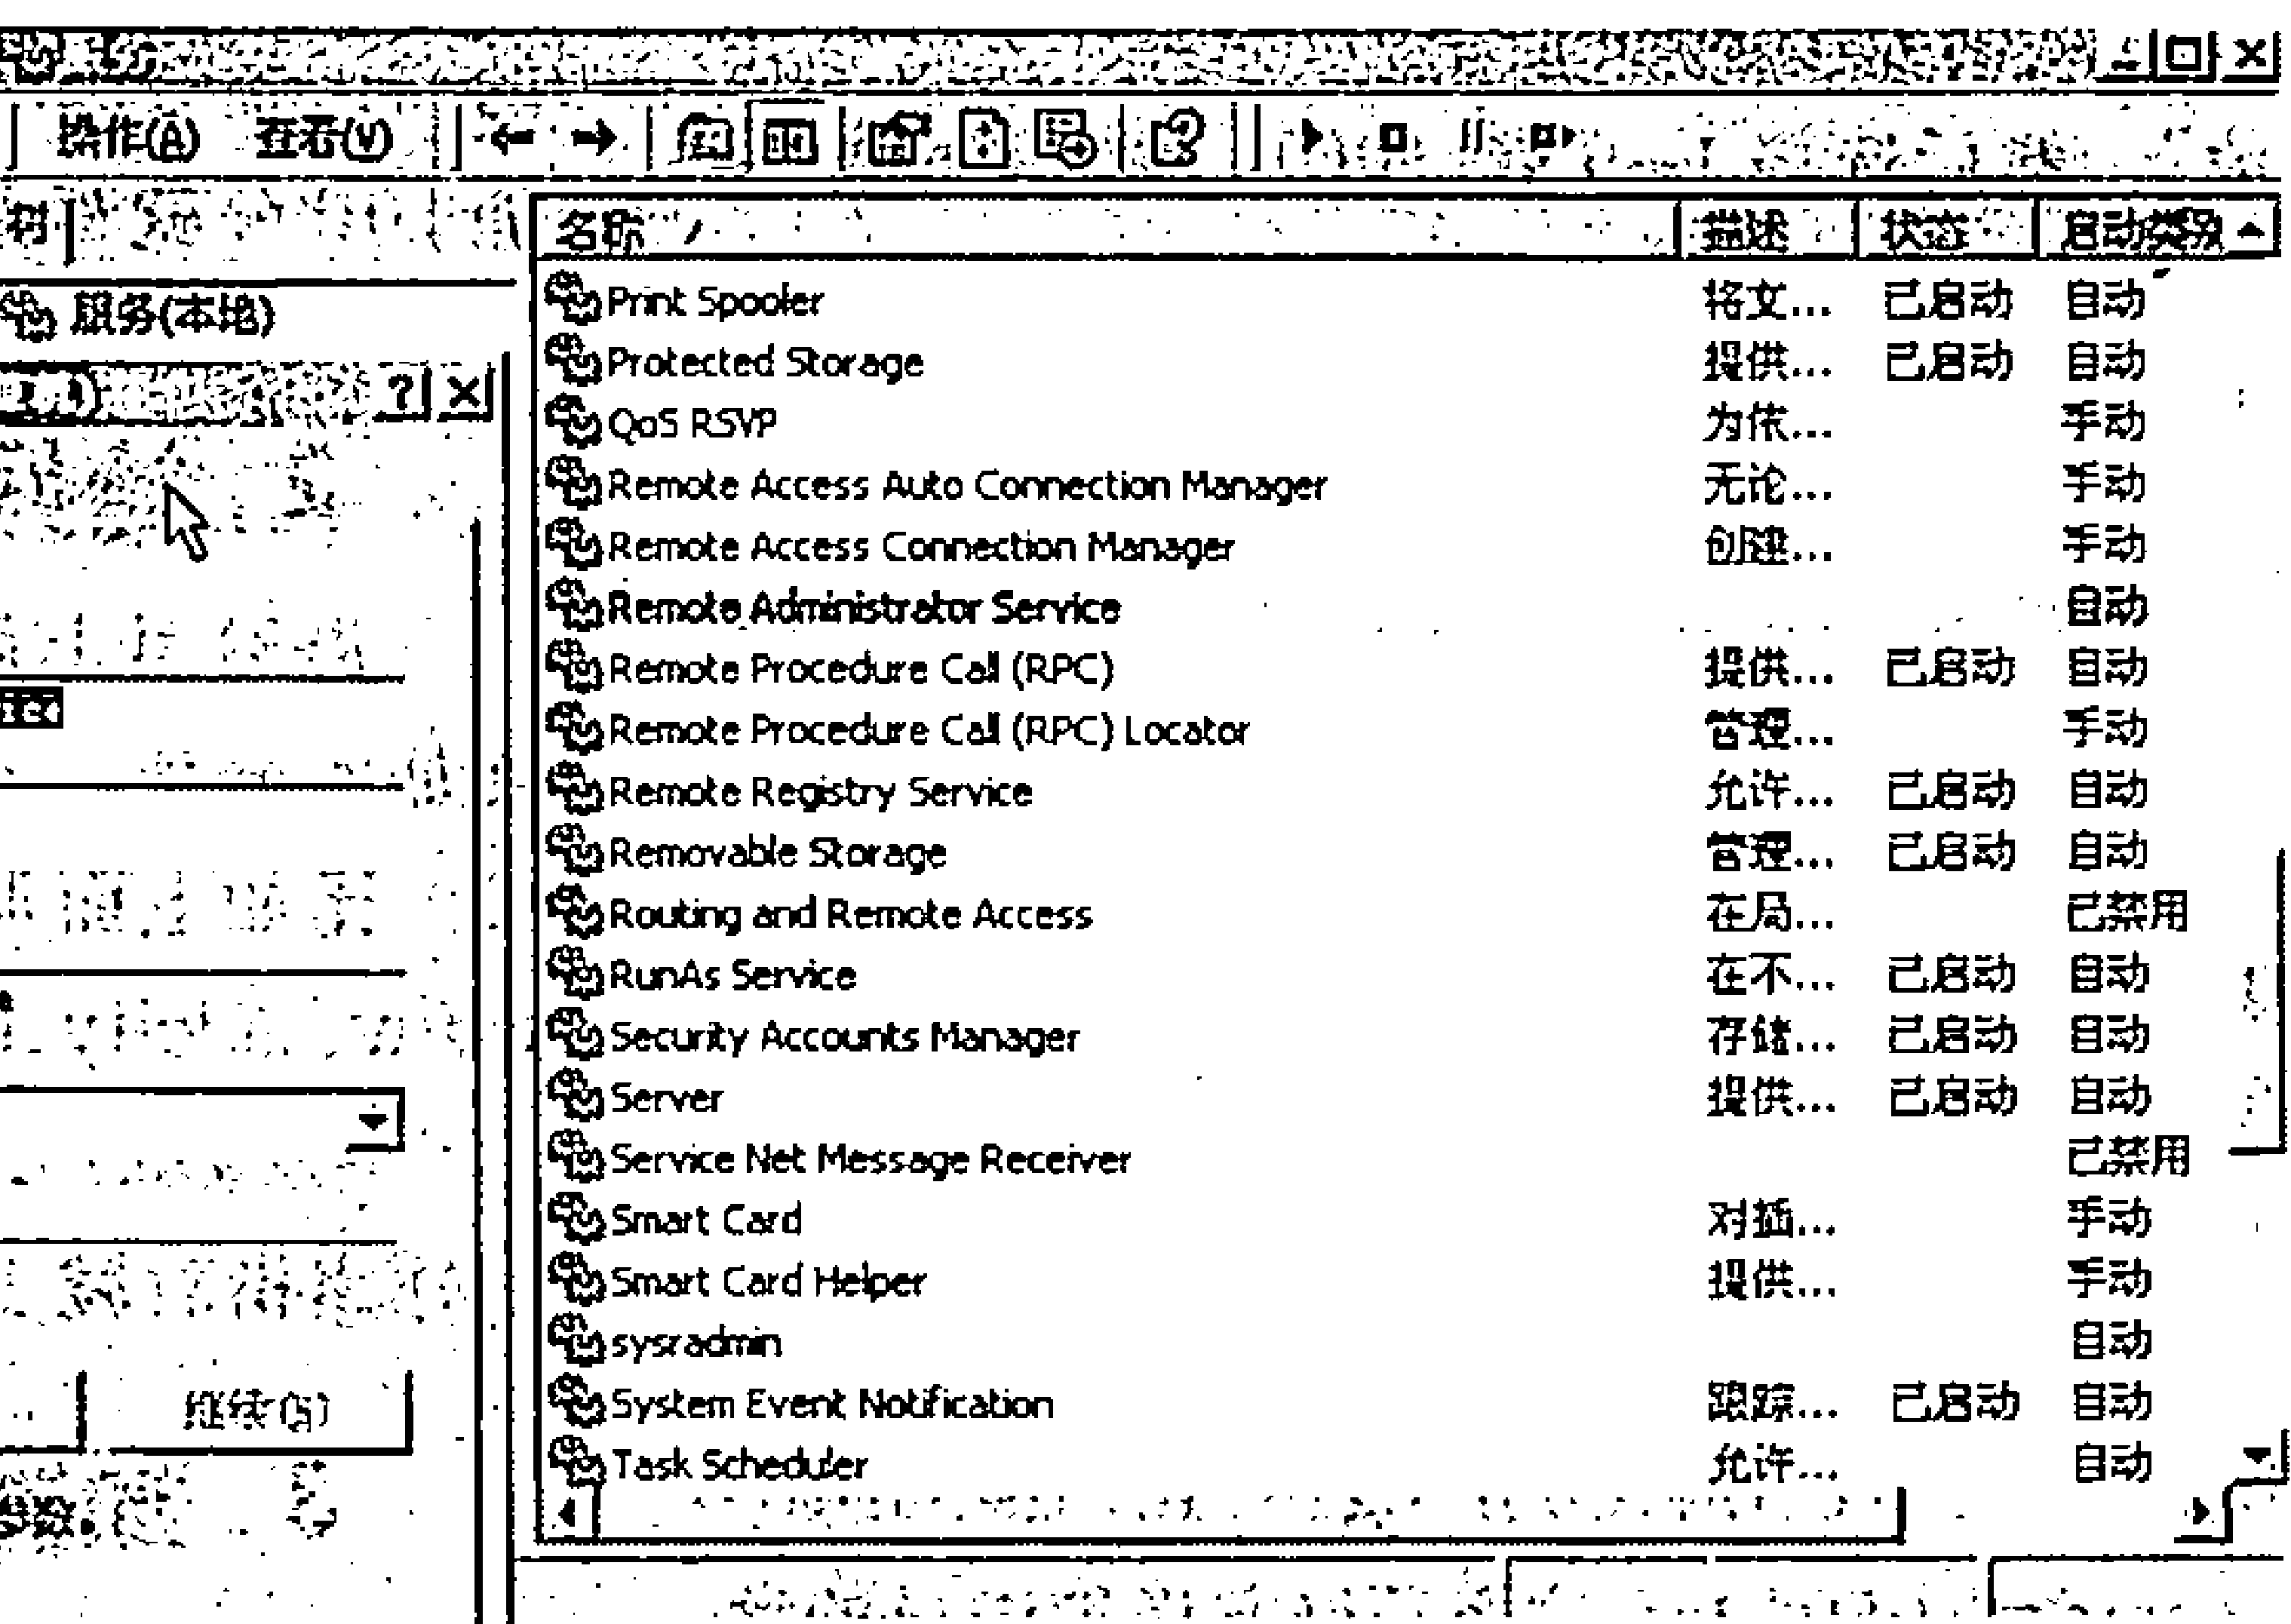 操作(A) 查看(V)
树
名称 描述 状态 启动类别
服务(本地)
Print Spooler 将文... 已启动 自动
Protected Storage 提供... 已启动 自动
QoS RSVP 为依... 手动
Remote Access Auto Connection Manager 无论... 手动
Remote Access Connection Manager 创建... 手动
Remote Administrator Service 自动
Remote Procedure Call (RPC) 提供... 已启动 自动
Remote Procedure Call (RPC) Locator 管理... 手动
Remote Registry Service 允许... 已启动 自动
Removable Storage 管理... 已启动 自动
Routing and Remote Access 在局... 已禁用
RunAs Service 在不... 已启动 自动
Security Accounts Manager 存储... 已启动 自动
Server 提供... 已启动 自动
Service Net Message Receiver 已禁用
Smart Card 对插... 手动
Smart Card Helper 提供... 手动
sysradmin 自动
System Event Notification 跟踪... 已启动 自动
Task Scheduler 允许... 自动
继续
参数。